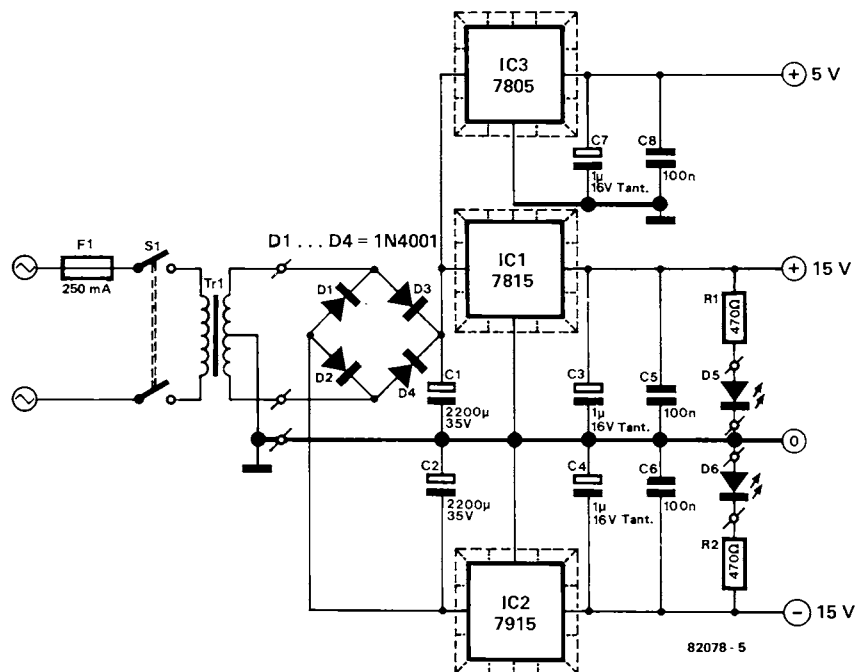 IC3
7805
+ 5 V
C7
1µ
16V Tant.
C8
100n
F1
250 mA
S1
Tr1
D1 ... D4 = 1N4001
D1
D3
D2
D4
IC1
7815
+ 15 V
R1
470Ω
D5
C1
2200µ
35V
C3
1µ
16V Tant.
C5
100n
0
C2
2200µ
35V
C4
1µ
16V Tant.
C6
100n
D6
R2
470Ω
IC2
7915
− 15 V
82078 - 5